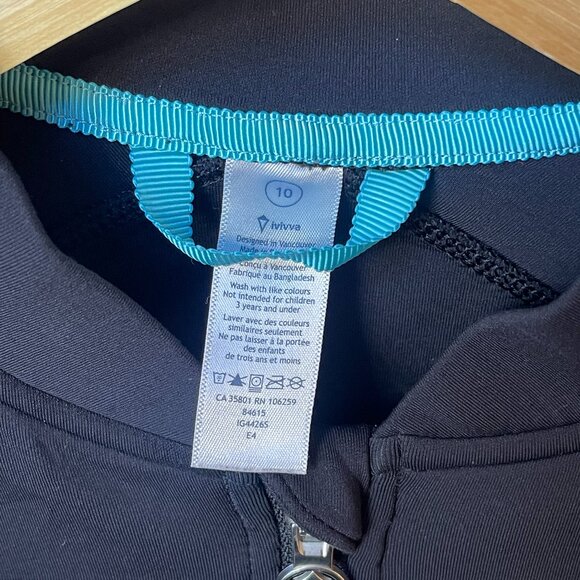 10
ivivva
Designed in Vancouver
Made in
Conçu à Vancouver
Fabriqué au Bangladesh
Wash with like colours
Not intended for children
3 years and under
Laver avec des couleurs
similaires seulement
Ne pas laisser à la portée
des enfants
de trois ans et moins
CA 35801 RN 106259
84615
IG4426S
E4